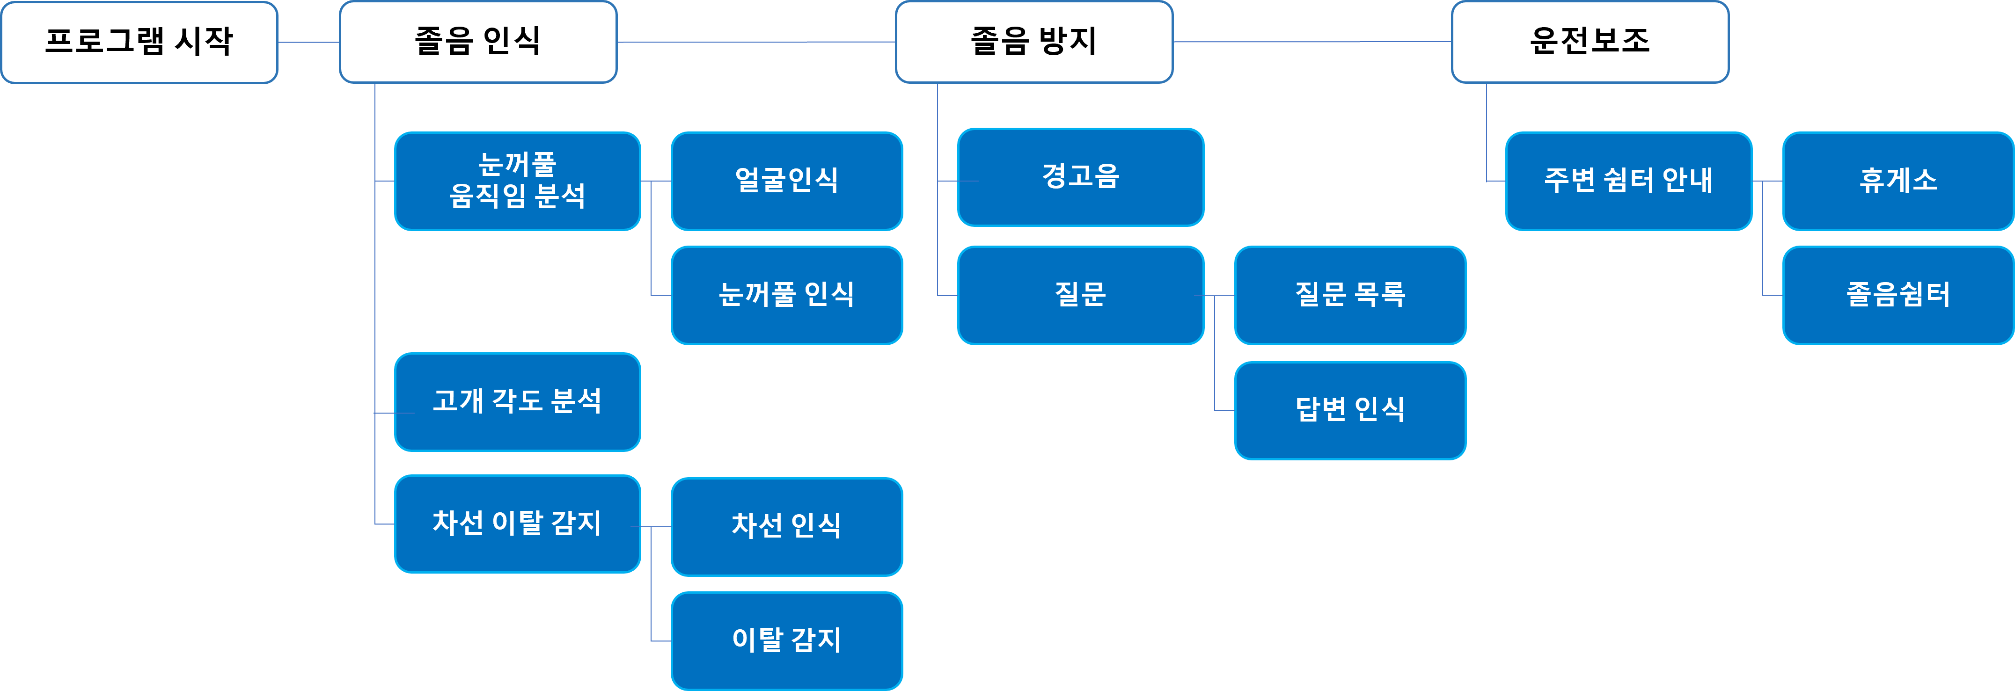 프로그램 시작
졸음 인식
졸음 방지
운전보조
눈꺼풀
움직임 분석
얼굴인식
눈꺼풀 인식
고개 각도 분석
차선 이탈 감지
차선 인식
이탈 감지
경고음
질문
질문 목록
답변 인식
주변 쉼터 안내
휴게소
졸음쉼터